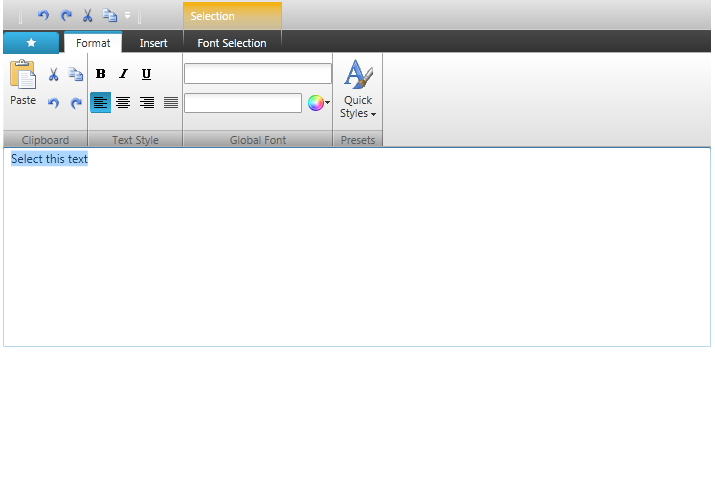 Selection
Format Insert Font Selection
Paste
B I U
Quick
Styles
Clipboard Text Style Global Font Presets
Select this text